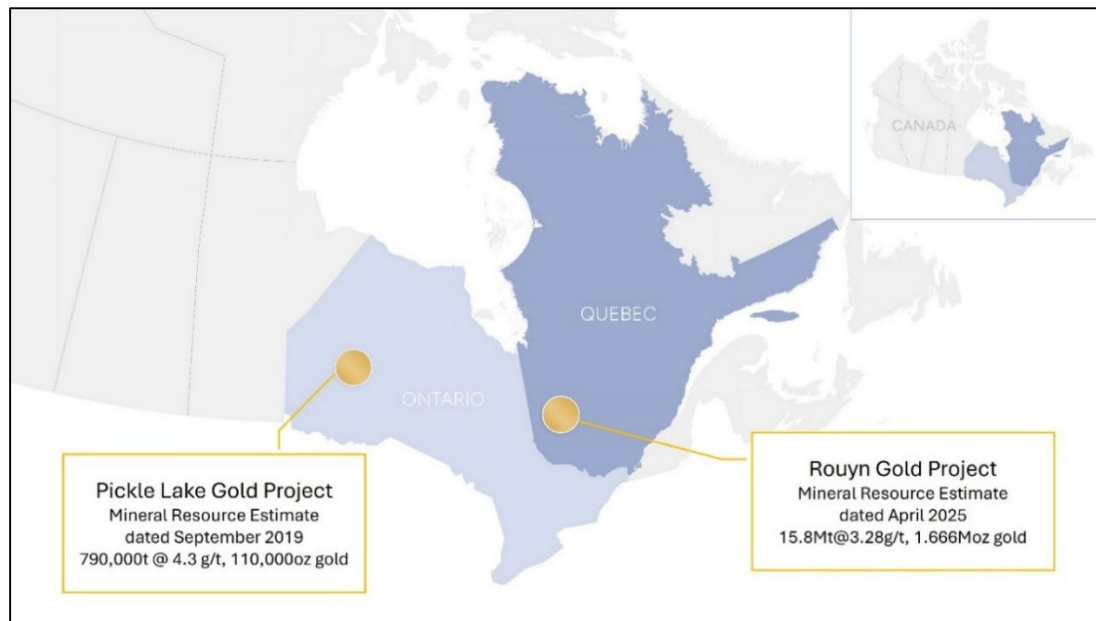 CANADA
QUEBEC
ONTARIO
Pickle Lake Gold Project
Mineral Resource Estimate
dated September 2019
790,000t @ 4.3 g/t, 110,000oz gold
Rouyn Gold Project
Mineral Resource Estimate
dated April 2025
15.8Mt@3.28g/t, 1.666Moz gold